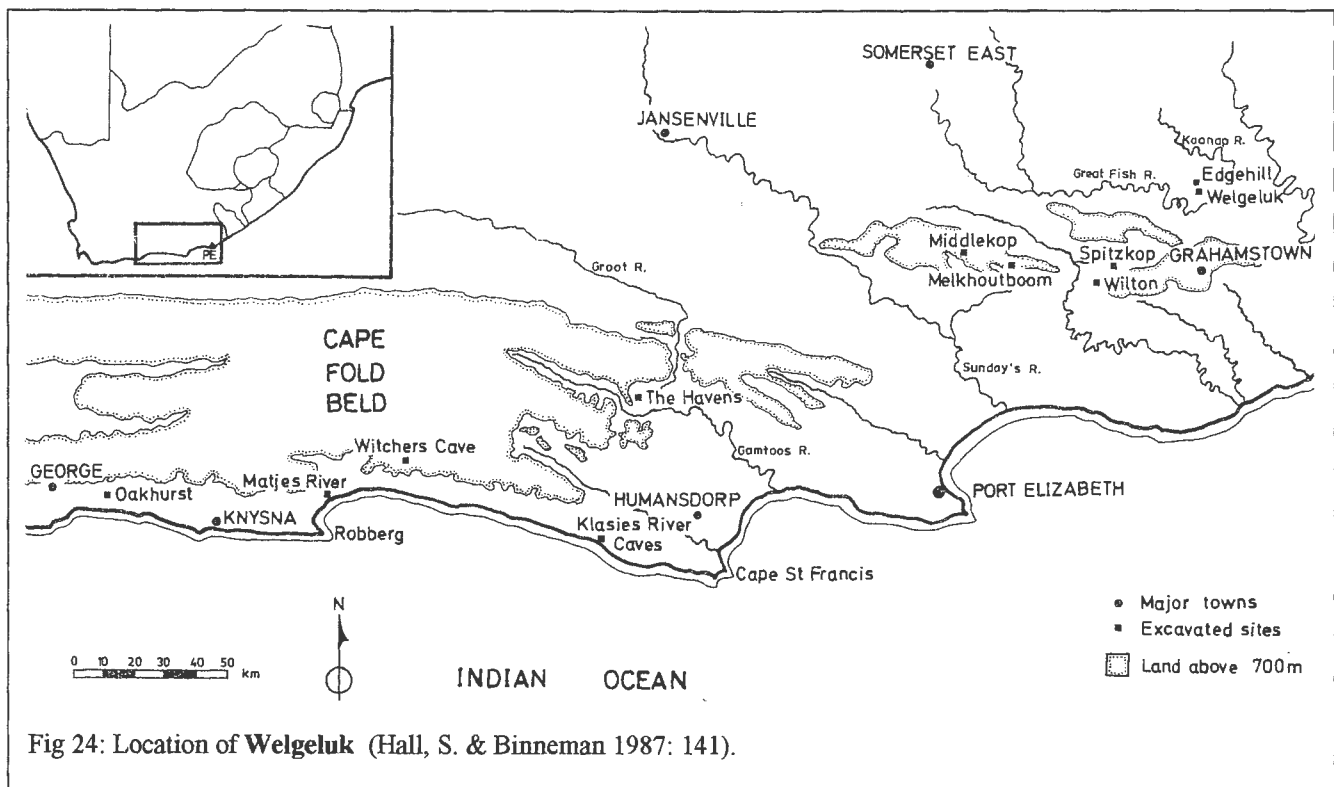 SOMERSET EAST
JANSENVILLE
Koonap R.
Great Fish R.
Edgehill
Welgeluk
PE
Groot R.
Middlekop
Melkhoutboom
Spitzkop
GRAHAMSTOWN
Wilton
CAPE
FOLD
BELD
Sunday's R.
The Havens
Witchers Cave
Gamtoos R.
GEORGE
Oakhurst
Matjes River
HUMANSDORP
PORT ELIZABETH
KNYSNA
Robberg
Klasies River
Caves
Cape St Francis
N
0 10 20 30 40 50
km
INDIAN OCEAN
Major towns
Excavated sites
Land above 700m
Fig 24: Location of Welgeluk (Hall, S. & Binneman 1987: 141).